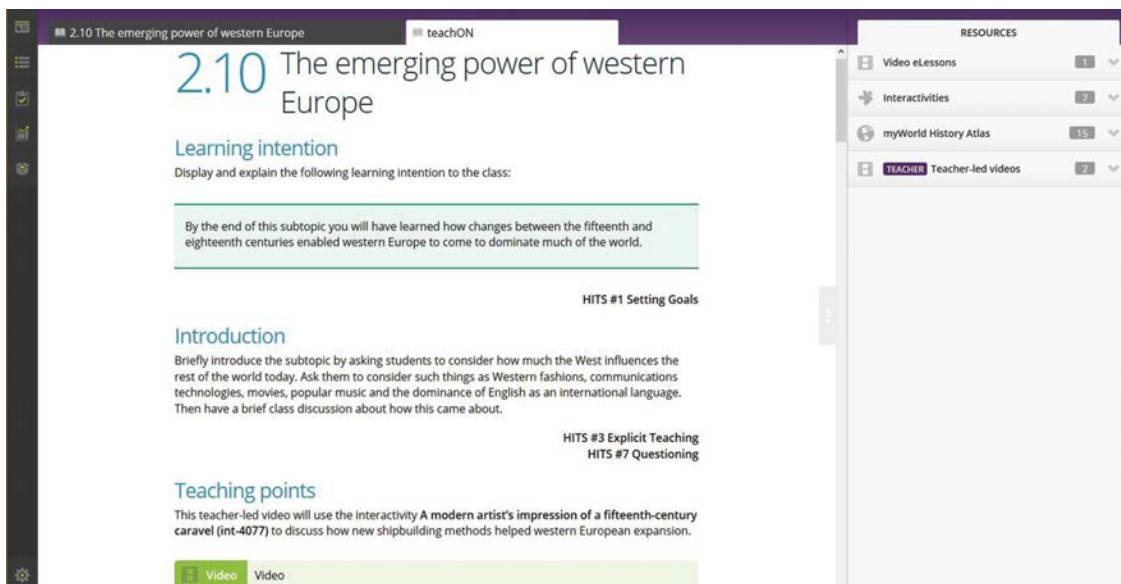 2.10 The emerging power of western Europe
teachON
RESOURCES
2.10 The emerging power of western
Europe
Learning intention
Display and explain the following learning intention to the class:
By the end of this subtopic you will have learned how changes between the fifteenth and
eighteenth centuries enabled western Europe to come to dominate much of the world.
HITS #1 Setting Goals
Introduction
Briefly introduce the subtopic by asking students to consider how much the West influences the
rest of the world today. Ask them to consider such things as Western fashions, communications
technologies, movies, popular music and the dominance of English as an international language.
Then have a brief class discussion about how this came about.
HITS #3 Explicit Teaching
HITS #7 Questioning
Teaching points
This teacher-led video will use the interactivity A modern artist's impression of a fifteenth-century
caravel (int-4077) to discuss how new shipbuilding methods helped western European expansion.
Video Video
Video eLessons 1
Interactivities 7
myWorld History Atlas 15
TEACHER Teacher-led videos 2